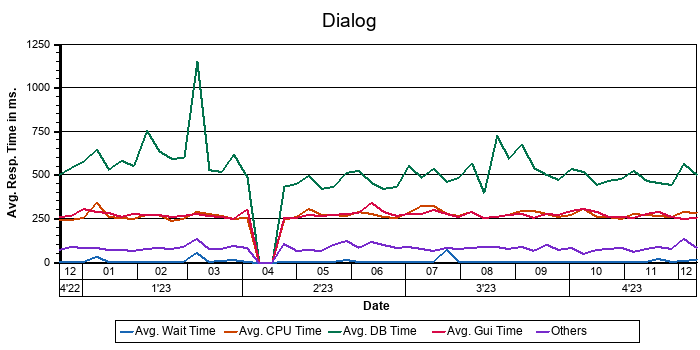 Dialog
Avg. Resp. Time in ms.
1250
1000
750
500
250
0
12 01 02 03 04 05 06 07 08 09 10 11 12
4'22 1'23 2'23 3'23 4'23
Date
Avg. Wait Time Avg. CPU Time Avg. DB Time Avg. Gui Time Others